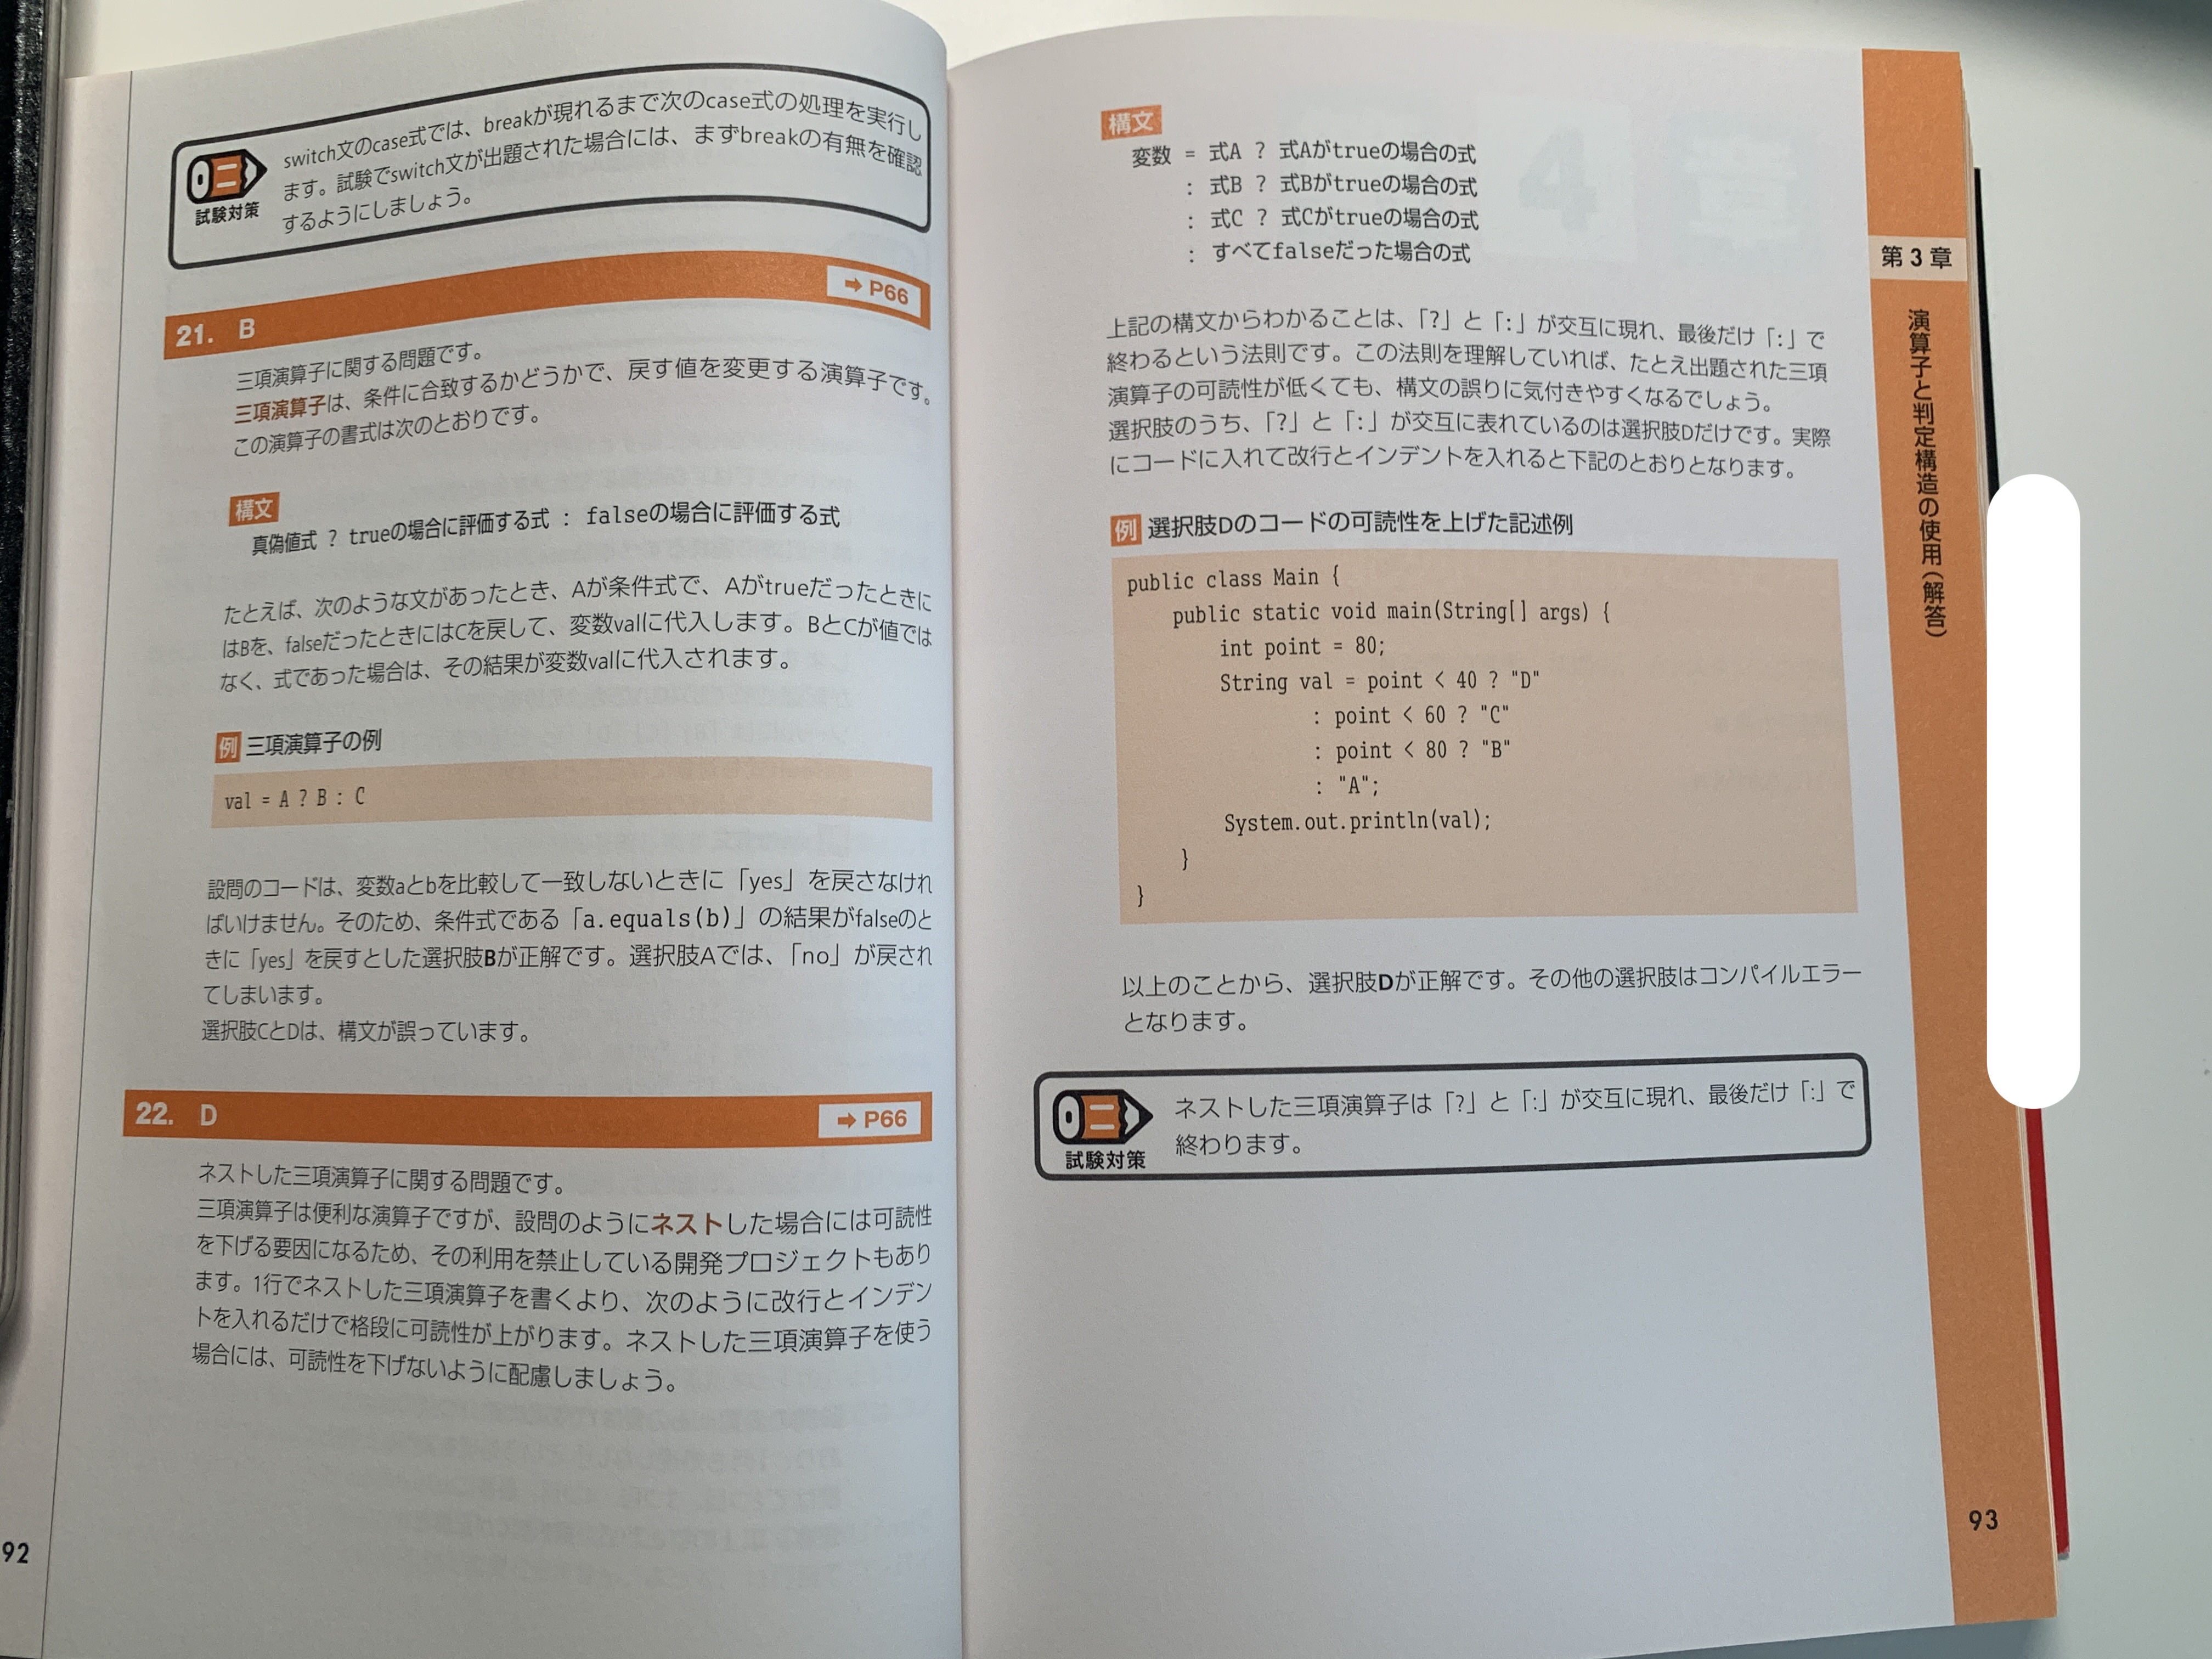 switch文のcase式では、breakが現れるまで次のcase式の処理を実行し
ます。試験でswitch文が出題された場合には、まずbreakの有無を確認
するようにしましょう。
試験対策
21. B
➡ P66
三項演算子に関する問題です。
三項演算子は、条件に合致するかどうかで、戻す値を変更する演算子です。
この演算子の書式は次のとおりです。
構文
真偽値式 ? trueの場合に評価する式 : falseの場合に評価する式
たとえば、次のような文があったとき、Aが条件式で、Aがtrueだったときに
はBを、falseだったときにはCを戻して、変数valに代入します。BとCが値では
なく、式であった場合は、その結果が変数valに代入されます。
例 三項演算子の例
val = A ? B : C
設問のコードは、変数aとbを比較して一致しないときに「yes」を戻さなけれ
ばいけません。そのため、条件式である「a.equals(b)」の結果がfalseのと
きに「yes」を戻すとした選択肢Bが正解です。選択肢Aでは、「no」が戻され
てしまいます。
選択肢CとDは、構文が誤っています。
22. D
➡ P66
ネストした三項演算子に関する問題です。
三項演算子は便利な演算子ですが、設問のようにネストした場合には可読性
を下げる要因になるため、その利用を禁止している開発プロジェクトもあり
ます。1行でネストした三項演算子を書くより、次のように改行とインデン
トを入れるだけで格段に可読性が上がります。ネストした三項演算子を使う
場合には、可読性を下げないように配慮しましょう。
92
構文
変数 = 式A ? 式Aがtrueの場合の式
: 式B ? 式Bがtrueの場合の式
: 式C ? 式Cがtrueの場合の式
: すべてfalseだった場合の式
上記の構文からわかることは、「?」と「:」が交互に現れ、最後だけ「:」で
終わるという法則です。この法則を理解していれば、たとえ出題された三項
演算子の可読性が低くても、構文の誤りに気付きやすくなるでしょう。
選択肢のうち、「?」と「:」が交互に表れているのは選択肢Dだけです。実際
にコードに入れて改行とインデントを入れると下記のとおりとなります。
例 選択肢Dのコードの可読性を上げた記述例
public class Main {
public static void main(String[] args) {
int point = 80;
String val = point < 40 ? "D"
: point < 60 ? "C"
: point < 80 ? "B"
: "A";
System.out.println(val);
}
}
以上のことから、選択肢Dが正解です。その他の選択肢はコンパイルエラー
となります。
ネストした三項演算子は「?」と「:」が交互に現れ、最後だけ「:」で
終わります。
試験対策
第3章
演算子と判定構造の使用（解答）
93